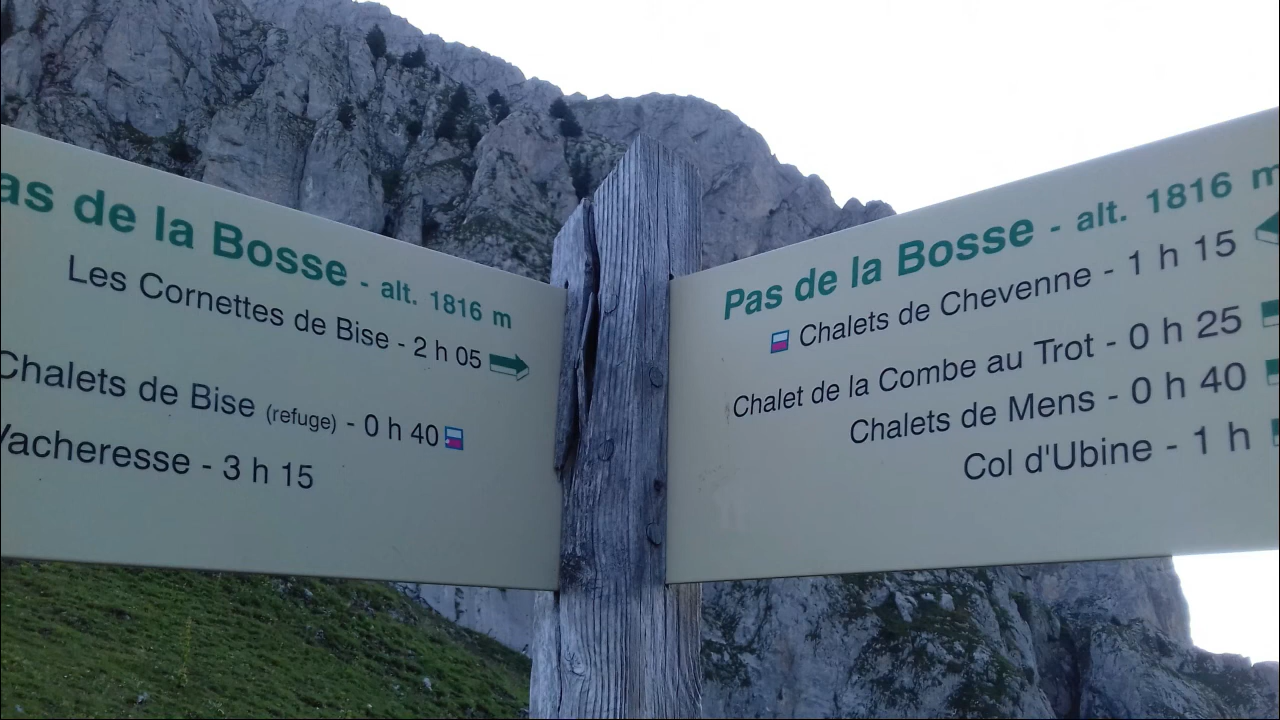 as de la Bosse - alt. 1816 m
Les Cornettes de Bise - 2 h 05
Chalets de Bise (refuge) - 0 h 40
Vacheresse - 3 h 15
Pas de la Bosse - alt. 1816 m
Chalets de Chevenne - 1 h 15
Chalet de la Combe au Trot - 0 h 25
Chalets de Mens - 0 h 40
Col d'Ubine - 1 h